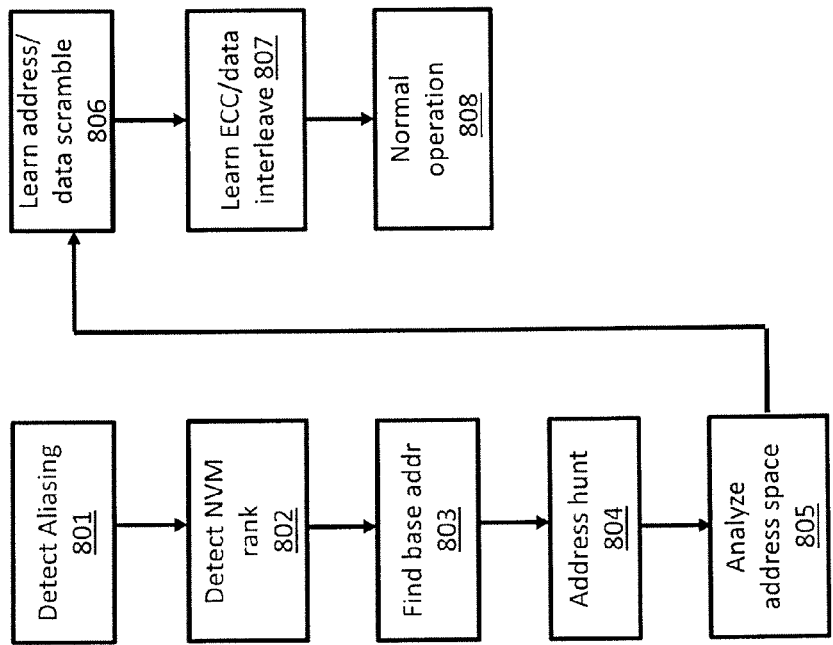 Detect Aliasing
801
Detect NVM
rank
802
Find base addr
803
Address hunt
804
Analyze
address space
805
Learn address/
data scramble
806
Learn ECC/data
interleave 807
Normal
operation
808